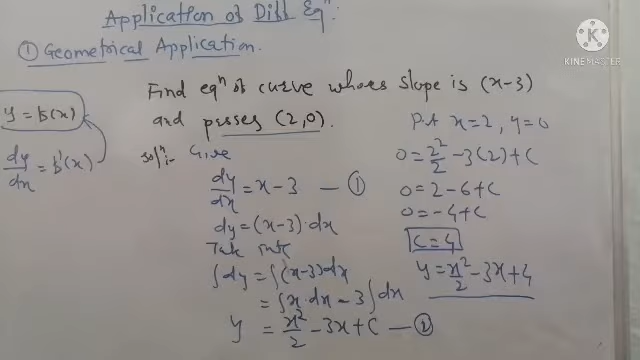 Application of Diff Eqⁿ:
① Geometrical Application.
Find eqⁿ of curve whose slope is (x-3)
and passes (2,0).
y = f(x)
dy/dx = f'(x)
solⁿ:- Give
dy/dx = x-3 — ①
dy = (x-3)·dx
Take int
∫dy = ∫(x-3)dx
= ∫x·dx - 3∫dx
y = x²/2 - 3x + C — ②
Put x=2, y=0
0 = 2²/2 - 3(2) + C
0 = 2-6+C
0 = -4+C
C=4
y = x²/2 - 3x + 4
KINEMASTER